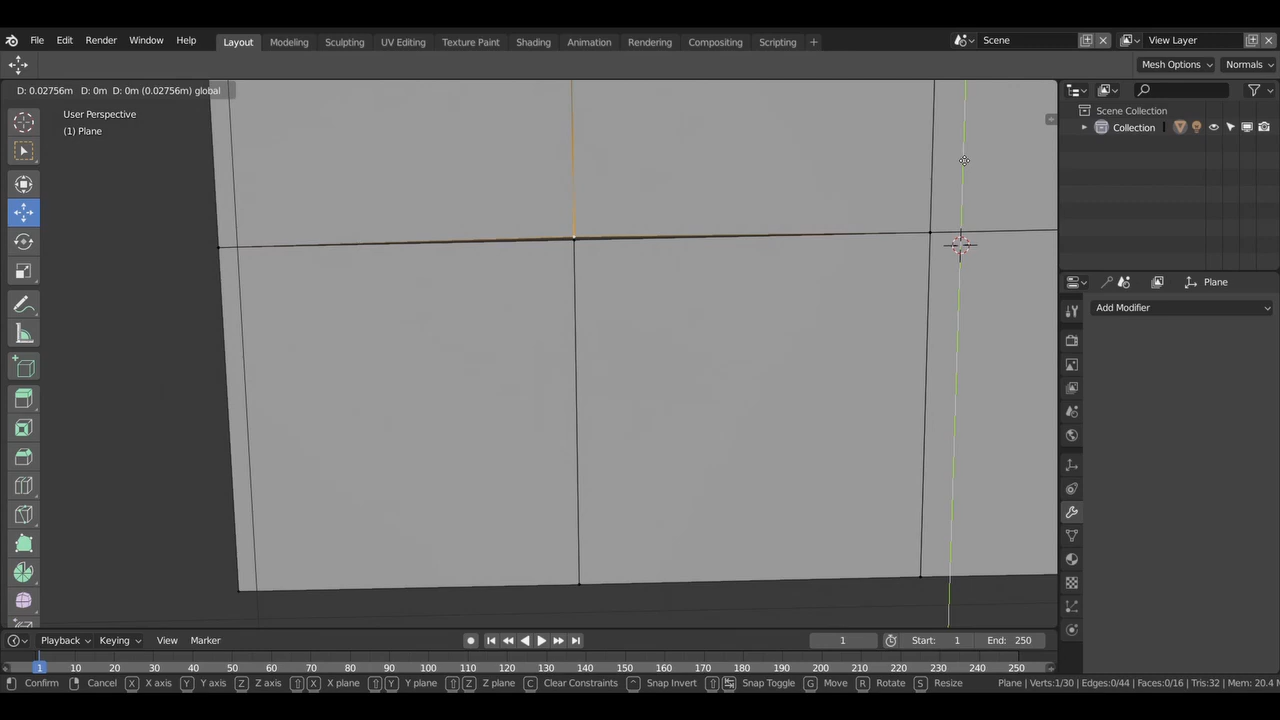 File Edit Render Window Help Layout Modeling Sculpting UV Editing Texture Paint Shading Animation Rendering Compositing Scripting + Scene View Layer
Mesh Options Normals
D: 0.02756m D: 0m D: 0m (0.02756m) global
User Perspective
(1) Plane
Scene Collection
Collection
Plane
Add Modifier
Playback Keying View Marker 1 Start: 1 End: 250
1 10 20 30 40 50 60 70 80 90 100 110 120 130 140 150 160 170 180 190 200 210 220 230 240 250
Confirm Cancel X X axis Y Y axis Z Z axis X X plane Y Y plane Z Z plane C Clear Constraints Snap Invert Snap Toggle G Move R Rotate S Resize Plane | Verts:1/30 | Edges:0/44 | Faces:0/16 | Tris:32 | Mem: 20.4 M